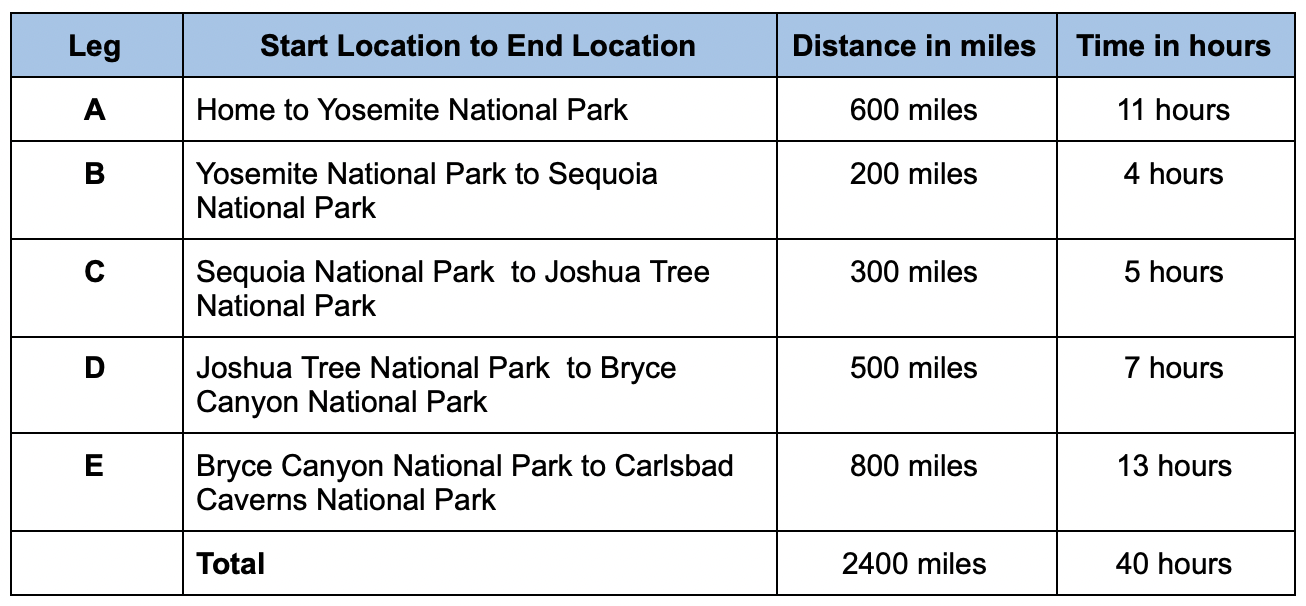 Leg Start Location to End Location Distance in miles Time in hours
A Home to Yosemite National Park 600 miles 11 hours
B Yosemite National Park to Sequoia 200 miles 4 hours
National Park
C Sequoia National Park  to Joshua Tree 300 miles 5 hours
National Park
D Joshua Tree National Park  to Bryce 500 miles 7 hours
Canyon National Park
E Bryce Canyon National Park to Carlsbad 800 miles 13 hours
Caverns National Park
Total 2400 miles 40 hours